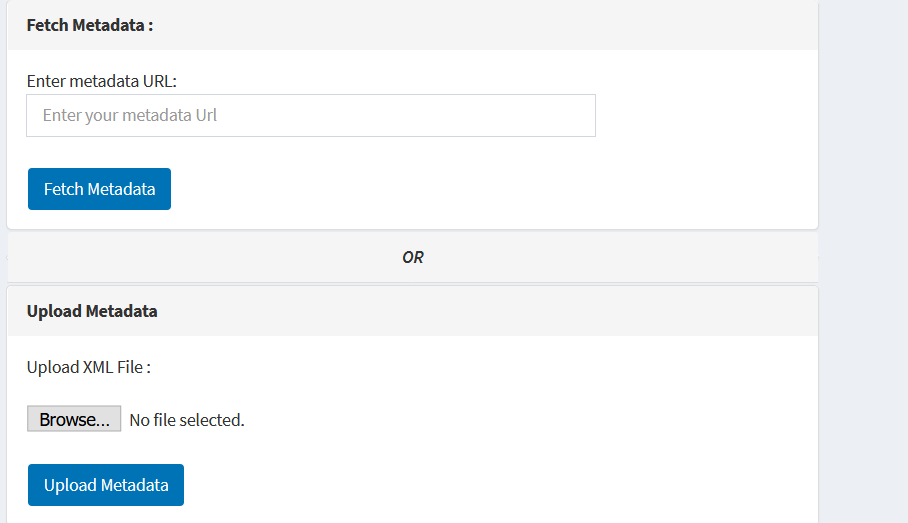 Fetch Metadata :
Enter metadata URL:
Enter your metadata Url
Fetch Metadata
OR
Upload Metadata
Upload XML File :
Browse... No file selected.
Upload Metadata